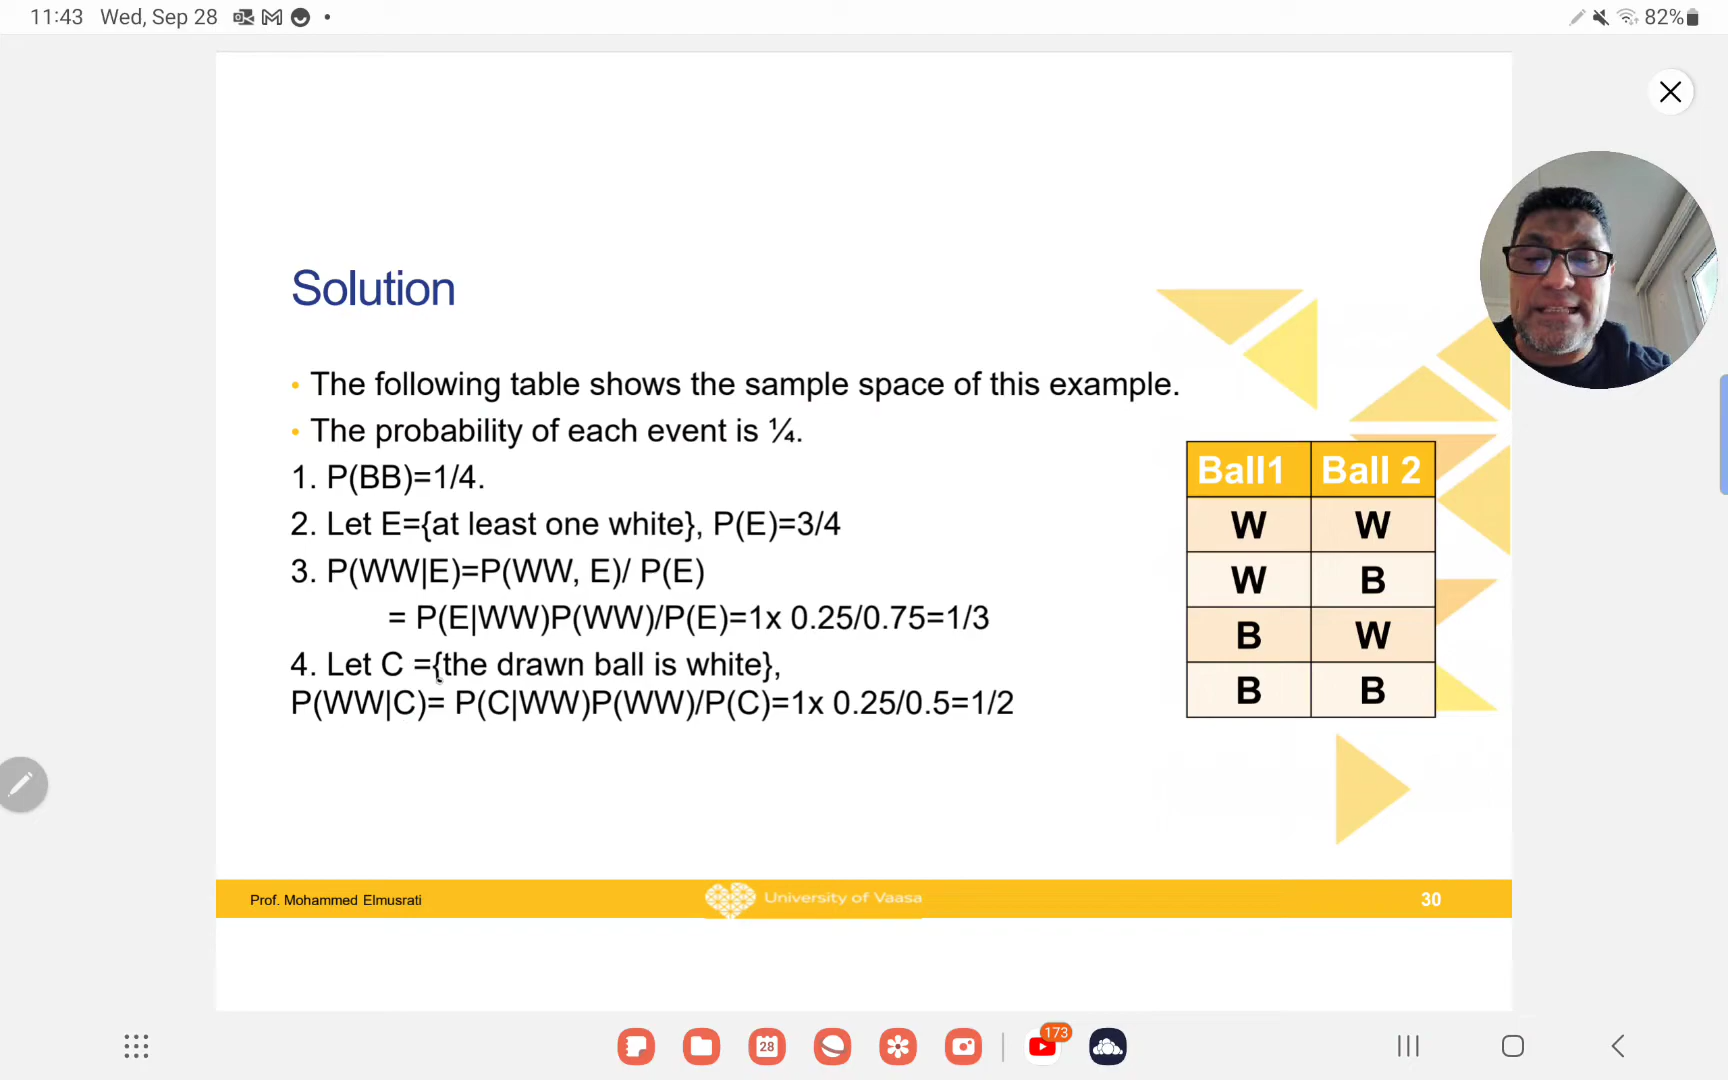 11:43 Wed, Sep 28
82%
Solution
• The following table shows the sample space of this example.
• The probability of each event is ¼.
1. P(BB)=1/4.
2. Let E={at least one white}, P(E)=3/4
3. P(WW|E)=P(WW, E)/ P(E)
= P(E|WW)P(WW)/P(E)=1x 0.25/0.75=1/3
4. Let C ={the drawn ball is white},
P(WW|C)= P(C|WW)P(WW)/P(C)=1x 0.25/0.5=1/2
Ball1 Ball 2
W W
W B
B W
B B
Prof. Mohammed Elmusrati
University of Vaasa
30
28
173